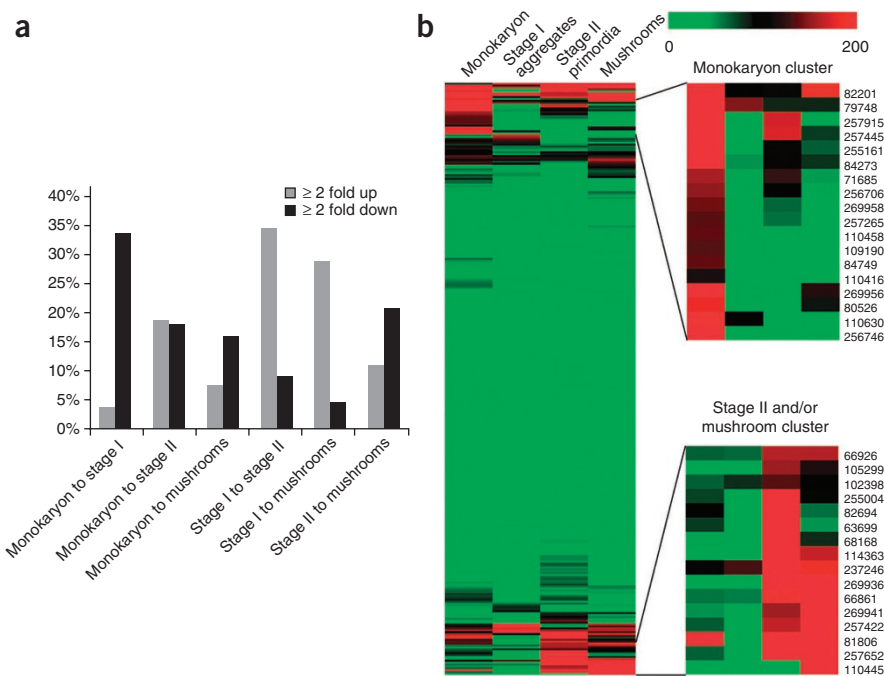 a
≥ 2 fold up
≥ 2 fold down
40%
35%
30%
25%
20%
15%
10%
5%
0%
Monokaryon to stage I
Monokaryon to stage II
Monokaryon to mushrooms
Stage I to stage II
Stage I to mushrooms
Stage II to mushrooms
b
Monokaryon
Stage I
aggregates
Stage II
primordia
Mushrooms
0
200
Monokaryon cluster
82201
79748
257915
257445
255161
84273
71685
256706
269958
257265
110458
109190
84749
110416
269956
80526
110630
256746
Stage II and/or
mushroom cluster
66926
105299
102398
255004
82694
63699
68168
114363
237246
269936
66861
269941
257422
81806
257652
110445